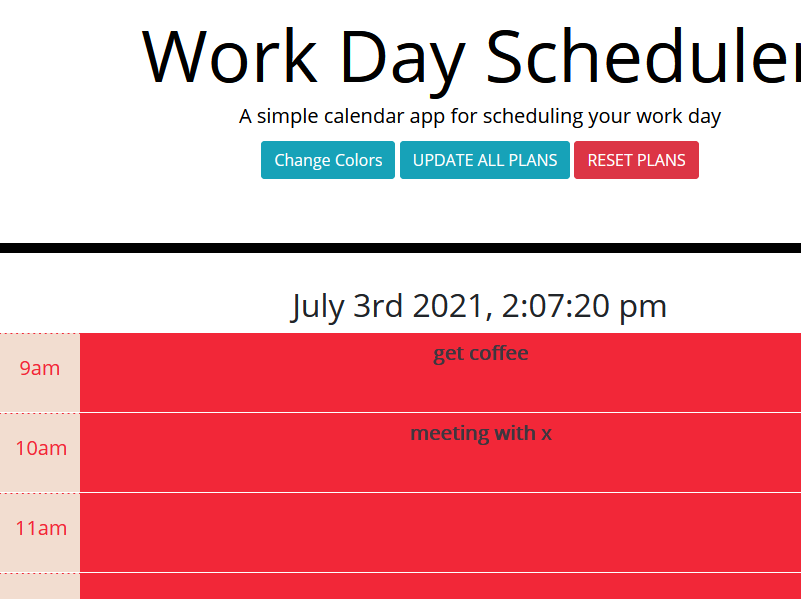 Work Day Scheduler
A simple calendar app for scheduling your work day
Change Colors UPDATE ALL PLANS RESET PLANS
July 3rd 2021, 2:07:20 pm
9am get coffee
10am meeting with x
11am